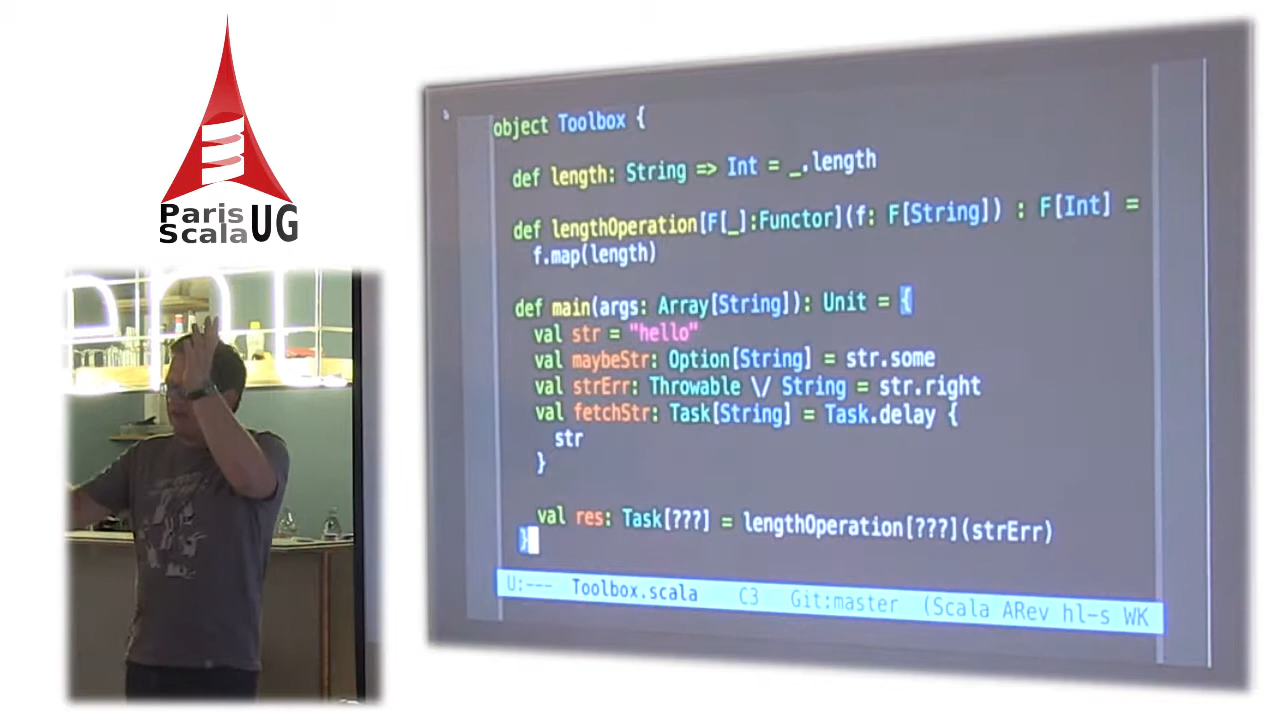 Paris
Scala UG
object Toolbox {
def length: String => Int = _.length
def lengthOperation[F[_]:Functor](f: F[String]) : F[Int] =
f.map(length)
def main(args: Array[String]): Unit = {
val str = "hello"
val maybeStr: Option[String] = str.some
val strErr: Throwable \/ String = str.right
val fetchStr: Task[String] = Task.delay {
str
}
val res: Task[???] = lengthOperation[???](strErr)
}
U:--- Toolbox.scala C3 Git:master (Scala ARev hl-s WK